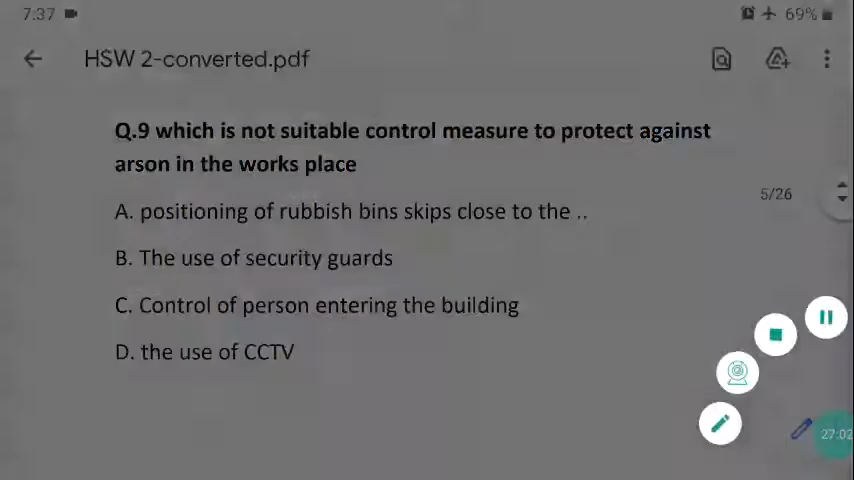 7:37
69%
HSW 2-converted.pdf
Q.9 which is not suitable control measure to protect against
arson in the works place
5/26
A. positioning of rubbish bins skips close to the ..
B. The use of security guards
C. Control of person entering the building
D. the use of CCTV
27:02